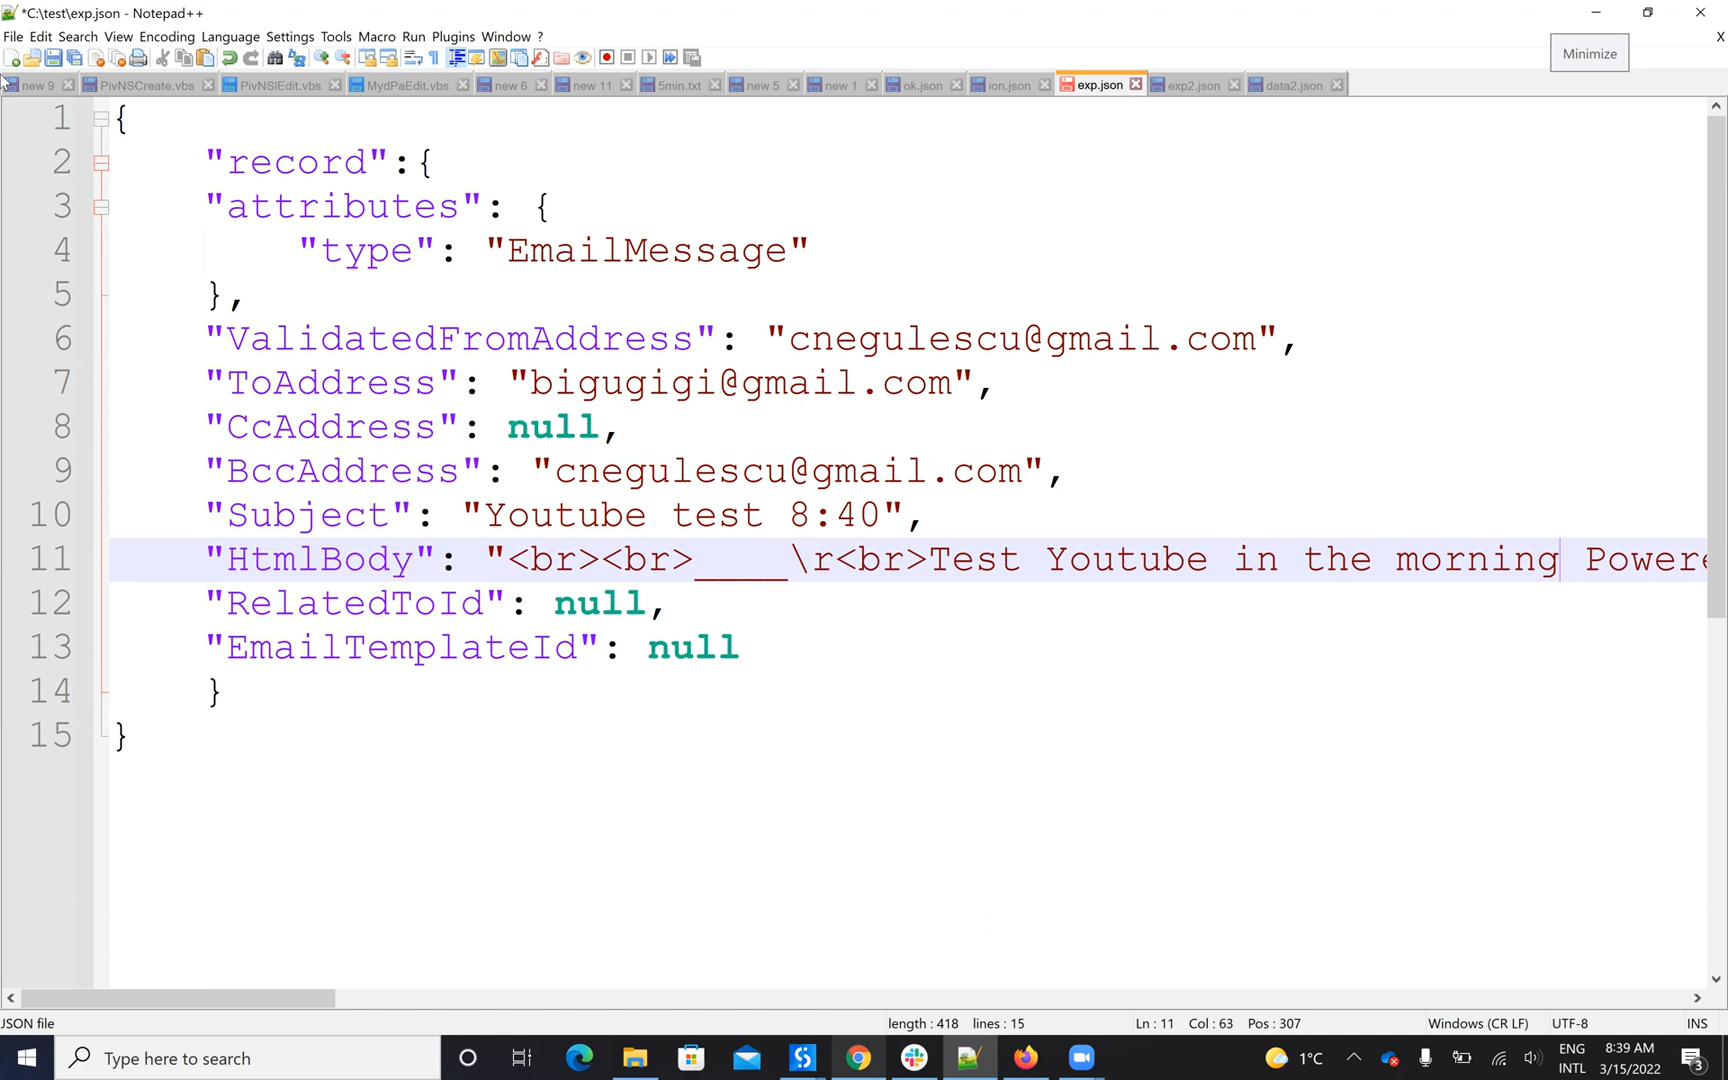 *C:\test\exp.json - Notepad++
File Edit Search View Encoding Language Settings Tools Macro Run Plugins Window ?
X
Minimize
new 9 PivNSCreate.vbs PivNSIEdit.vbs MydPaEdit.vbs new 6 new 11 5min.txt new 5 new 1 ok.json ion.json exp.json exp2.json data2.json
1 {
2 "record":{
3 "attributes": {
4 "type": "EmailMessage"
5 },
6 "ValidatedFromAddress": "cnegulescu@gmail.com",
7 "ToAddress": "bigugigi@gmail.com",
8 "CcAddress": null,
9 "BccAddress": "cnegulescu@gmail.com",
10 "Subject": "Youtube test 8:40",
11 "HtmlBody": "<br><br>____\r<br>Test Youtube in the morning Powere
12 "RelatedToId": null,
13 "EmailTemplateId": null
14 }
15 }
JSON file length : 418 lines : 15 Ln : 11 Col : 63 Pos : 307 Windows (CR LF) UTF-8 INS
Type here to search
1°C
ENG
INTL
8:39 AM
3/15/2022
3